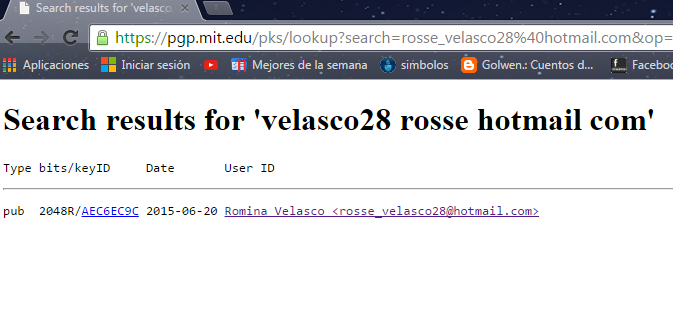 Search results for 'velasc
https://pgp.mit.edu/pks/lookup?search=rosse_velasco28%40hotmail.com&op=
Aplicaciones Iniciar sesión Mejores de la semana simbolos Golwen.: Cuentos d... Faceboo
Search results for 'velasco28 rosse hotmail com'
Type bits/keyID Date User ID
pub 2048R/AEC6EC9C 2015-06-20 Romina Velasco <rosse_velasco28@hotmail.com>